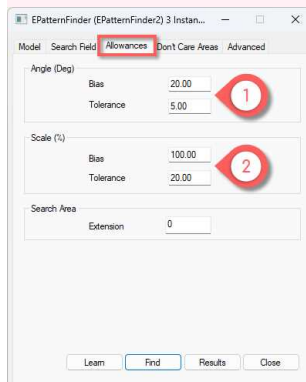 EPatternFinder (EPatternFinder2) 3 Instan...
Model Search Field Allowances Don't Care Areas Advanced
Angle (Deg)
Bias 20.00
Tolerance 5.00
1
Scale (%)
Bias 100.00
Tolerance 20.00
2
Search Area
Extension 0
Learn Find Results Close